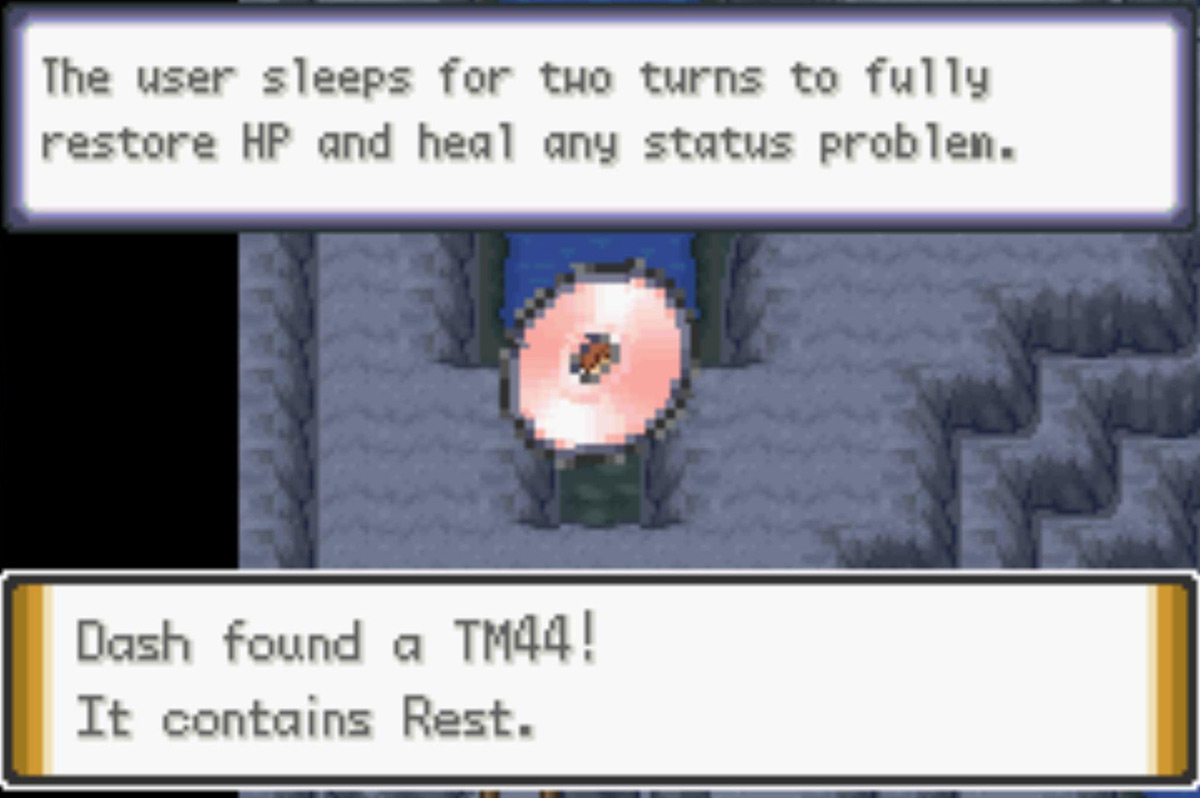 The user sleeps for two turns to fully
restore HP and heal any status problem.
Dash found a TM44!
It contains Rest.